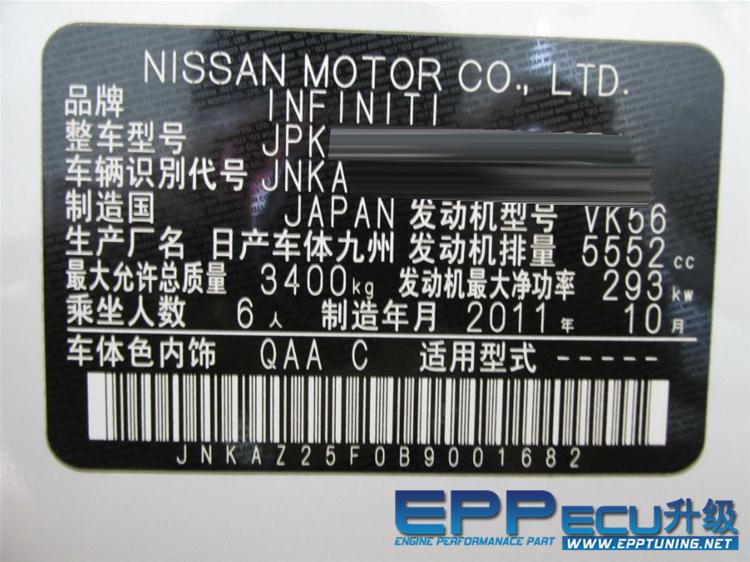 NISSAN MOTOR CO., LTD.
品牌 INFINITI
整车型号 JPK
车辆识别代号 JNKA
制造国 JAPAN 发动机型号 VK56
生产厂名 日产车体九州 发动机排量 5552 cc
最大允许总质量 3400 kg 发动机最大净功率 293 kw
乘坐人数 6 人 制造年月 2011 年 10 月
车体色内饰 QAA C 适用型式 -----
JNKAZ25F0B9001682
EPP ECU升级
ENGINE PERFORMANACE PART
WWW.EPPTUNING.NET